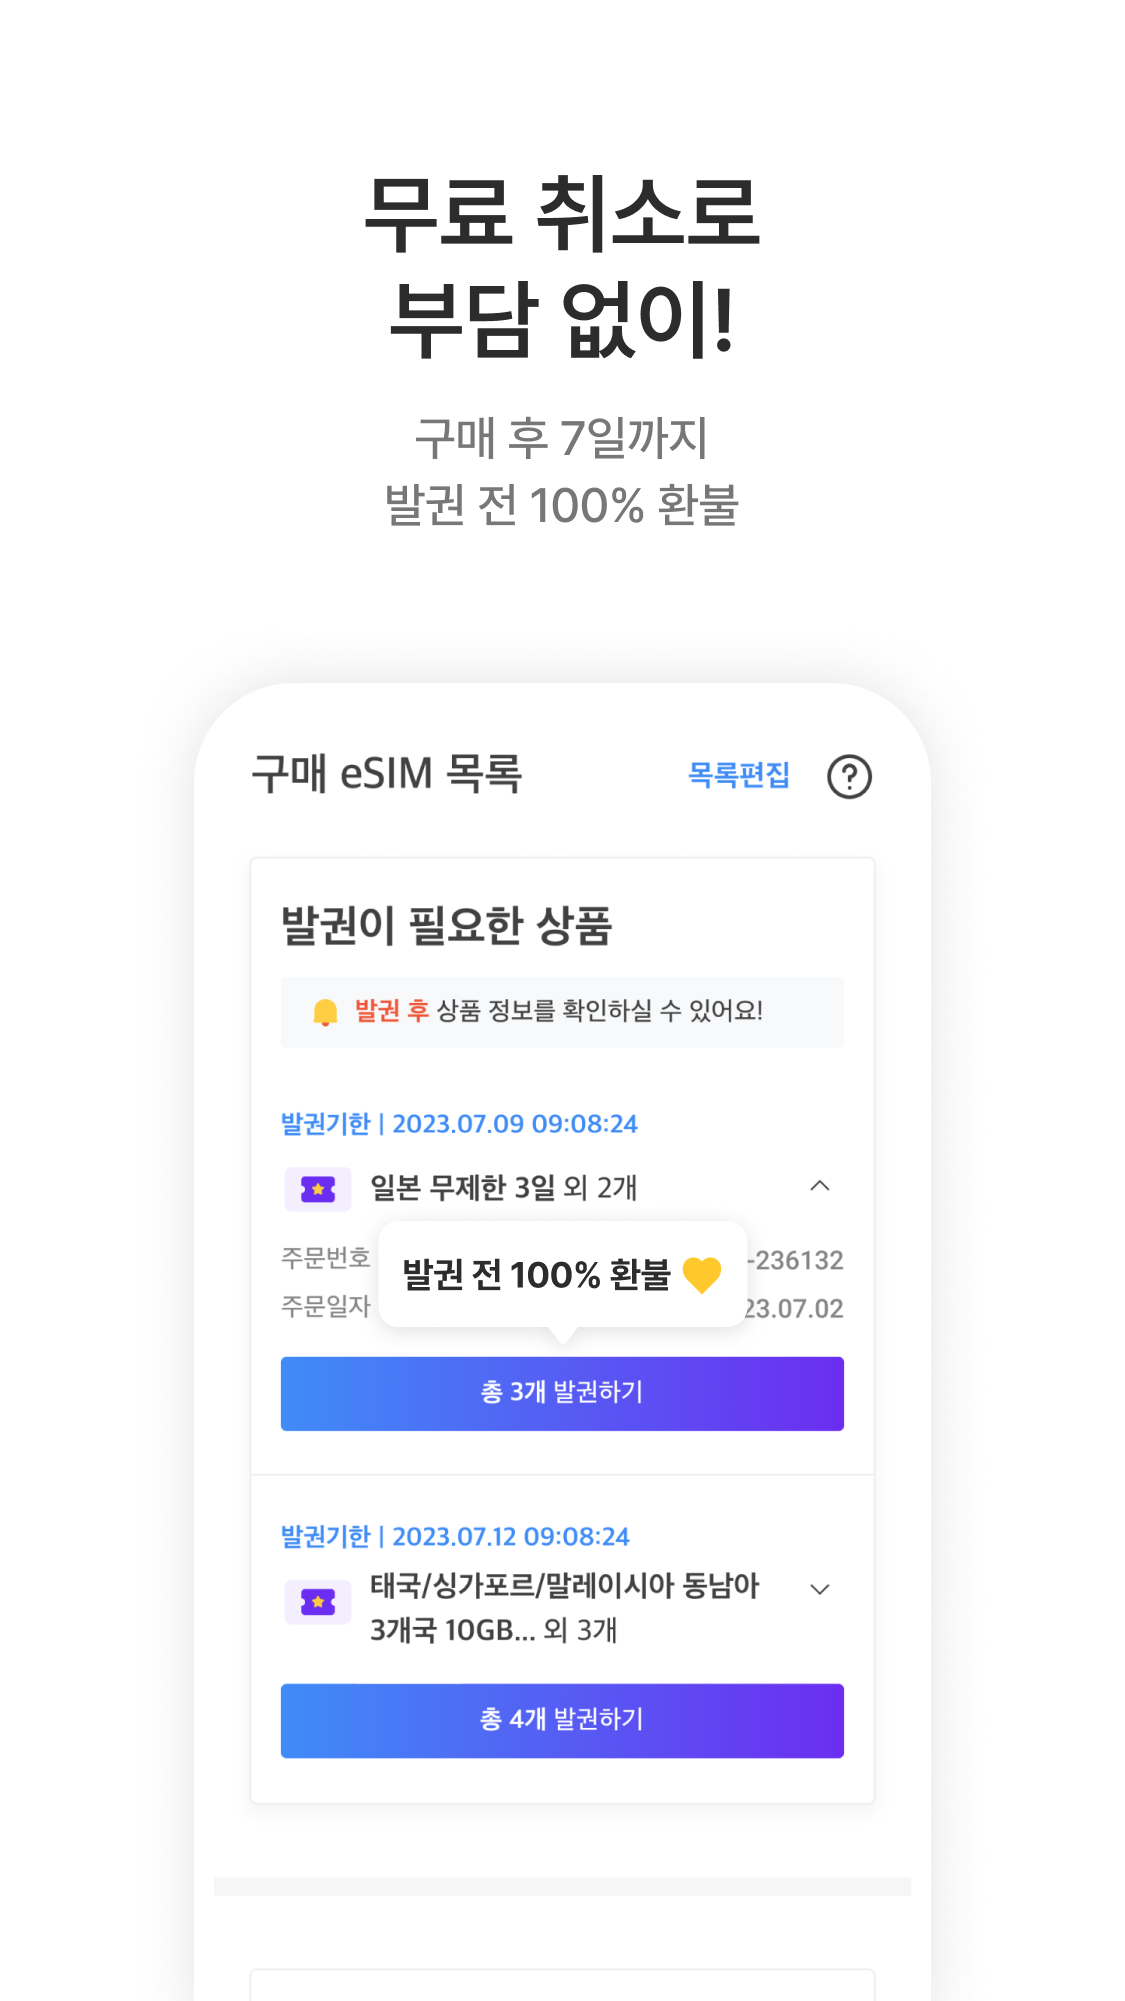 무료 취소로
부담 없이!
구매 후 7일까지
발권 전 100% 환불
구매 eSIM 목록
목록편집
?
발권이 필요한 상품
발권 후 상품 정보를 확인하실 수 있어요!
발권기한 | 2023.07.09 09:08:24
일본 무제한 3일 외 2개
주문번호 -236132
발권 전 100% 환불 💛
주문일자 23.07.02
총 3개 발권하기
발권기한 | 2023.07.12 09:08:24
태국/싱가포르/말레이시아 동남아
3개국 10GB... 외 3개
총 4개 발권하기